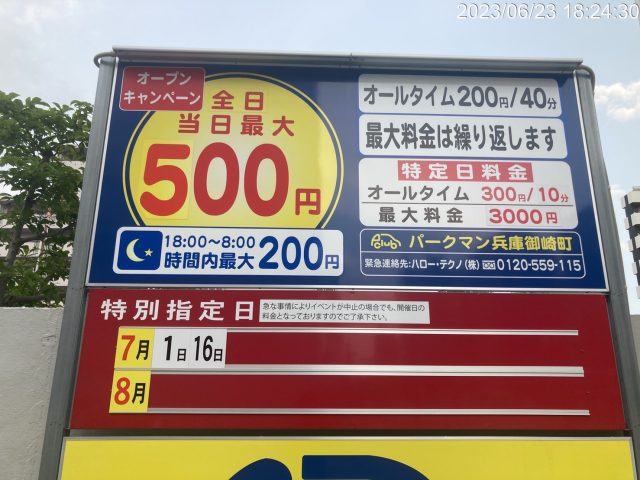 2023/06/23 18:24:30
オープン
キャンペーン
全日
当日最大
500円
18:00〜8:00
時間内最大200円
オールタイム200円/40分
最大料金は繰り返します
特定日料金
オールタイム 300円/10分
最大料金 3000円
パークマン兵庫御崎町
緊急連絡先:ハロー・テクノ(株) 0120-559-115
特別指定日
急な事情によりイベントが中止の場合でも、開催日の
料金となっておりますのでご了承下さい。
7月 1日 16日
8月